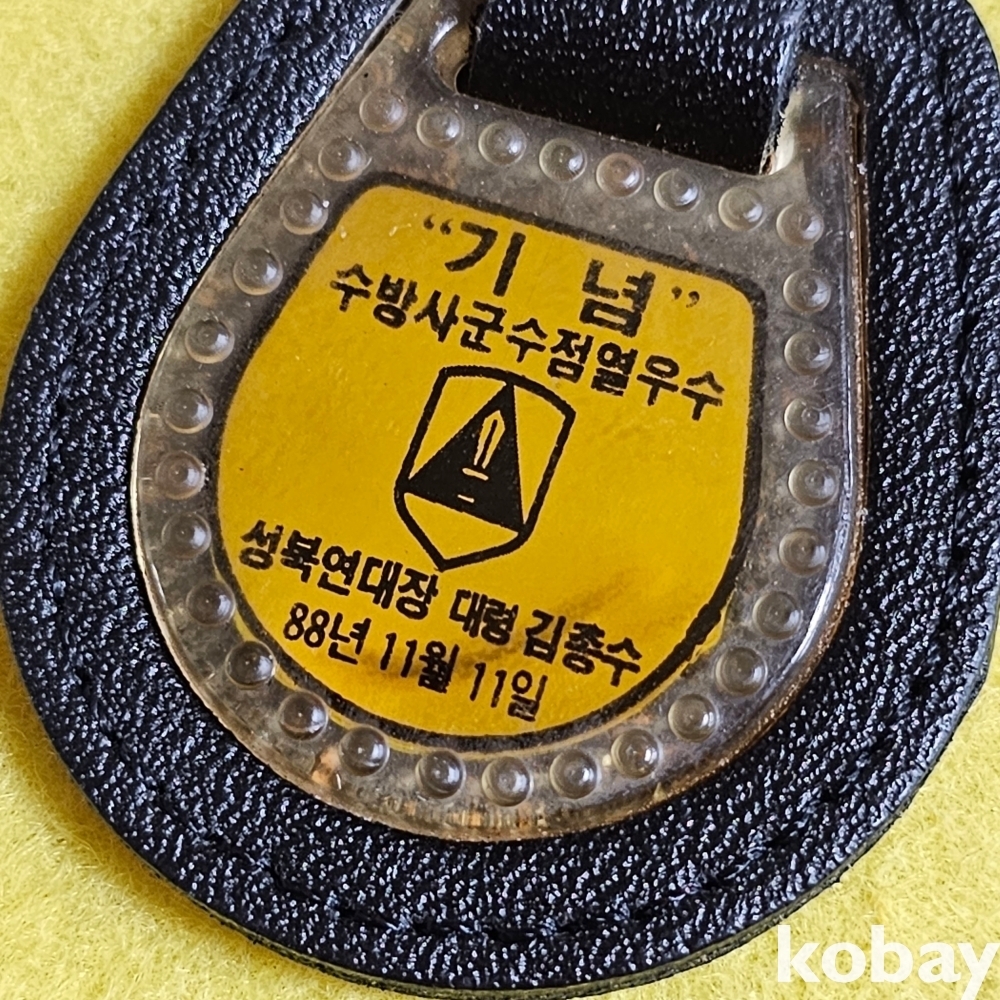 “기 념”
수방사군수점열우수
성북연대장 대령 김총수
88년 11월 11일
kobay